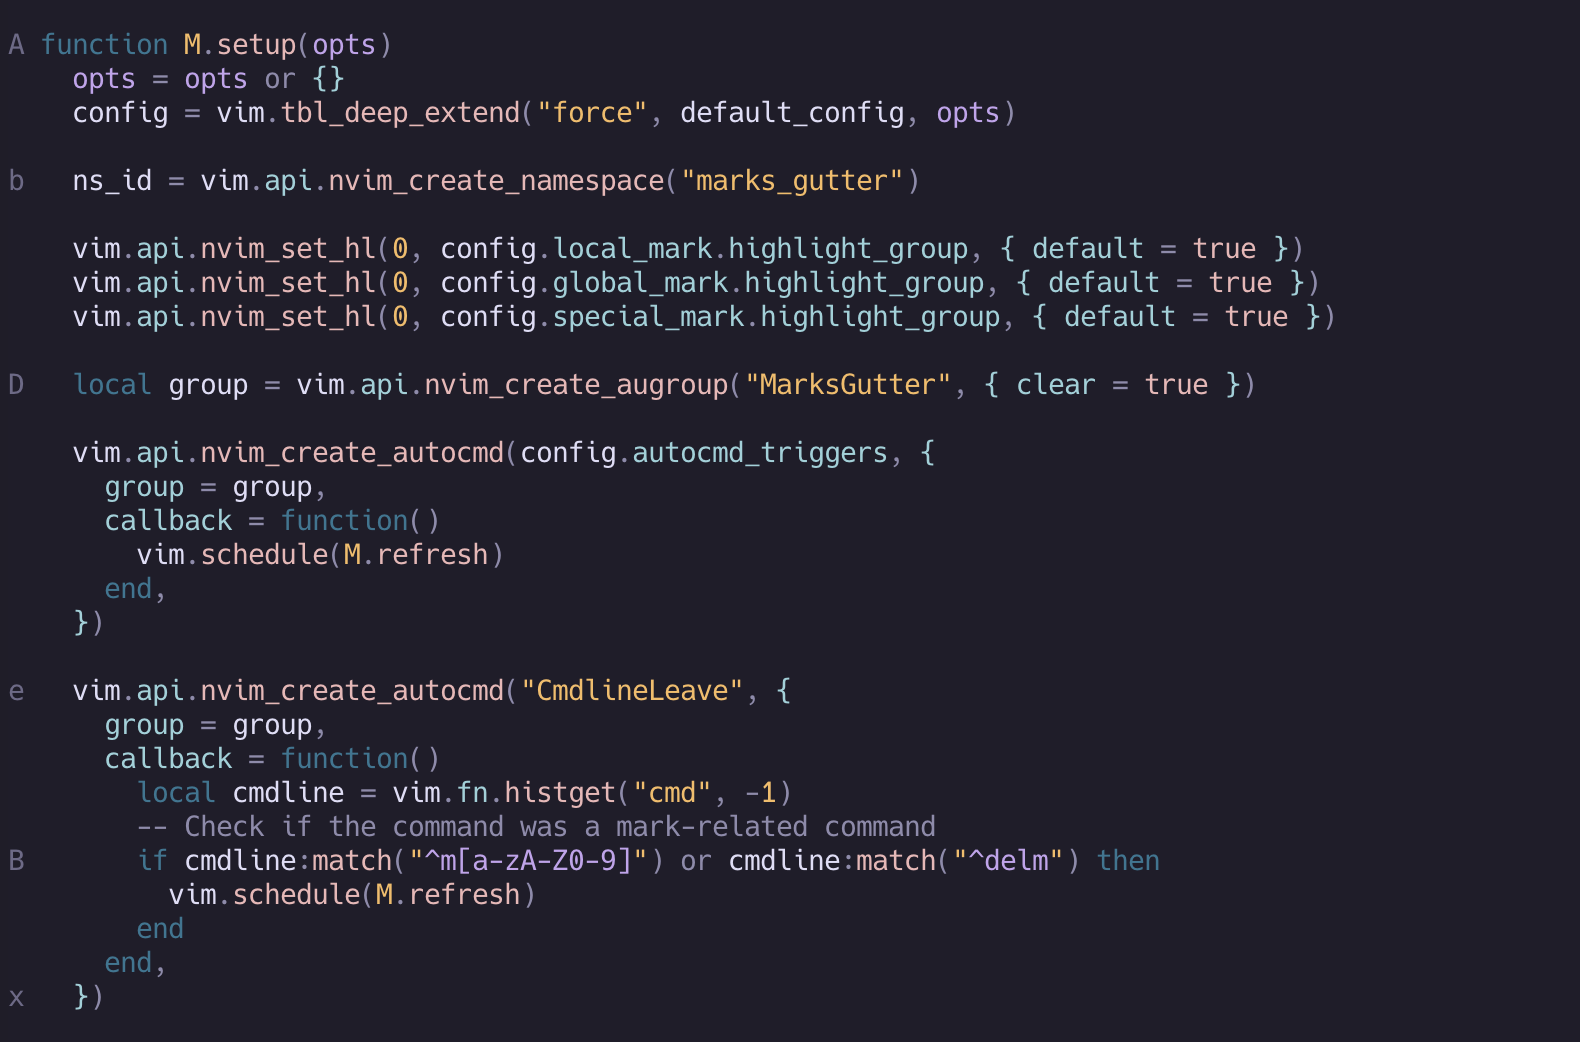 A function M.setup(opts)
    opts = opts or {}
    config = vim.tbl_deep_extend("force", default_config, opts)

b   ns_id = vim.api.nvim_create_namespace("marks_gutter")

    vim.api.nvim_set_hl(0, config.local_mark.highlight_group, { default = true })
    vim.api.nvim_set_hl(0, config.global_mark.highlight_group, { default = true })
    vim.api.nvim_set_hl(0, config.special_mark.highlight_group, { default = true })

D   local group = vim.api.nvim_create_augroup("MarksGutter", { clear = true })

    vim.api.nvim_create_autocmd(config.autocmd_triggers, {
      group = group,
      callback = function()
        vim.schedule(M.refresh)
      end,
    })

e   vim.api.nvim_create_autocmd("CmdlineLeave", {
      group = group,
      callback = function()
        local cmdline = vim.fn.histget("cmd", -1)
        -- Check if the command was a mark-related command
B       if cmdline:match("^m[a-zA-Z0-9]") or cmdline:match("^delm") then
          vim.schedule(M.refresh)
        end
      end,
x   })